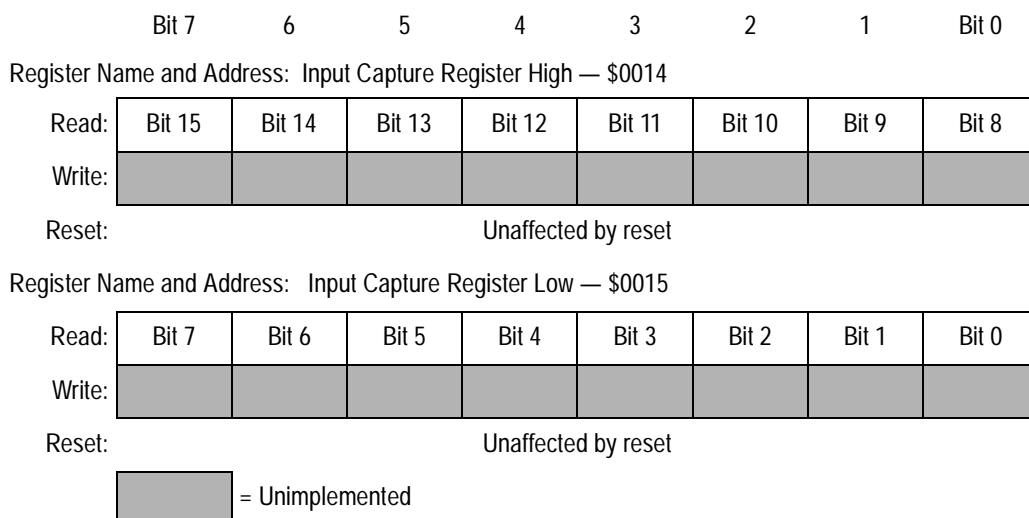 Bit 7 6 5 4 3 2 1 Bit 0
Register Name and Address: Input Capture Register High — $0014
Read: Bit 15 Bit 14 Bit 13 Bit 12 Bit 11 Bit 10 Bit 9 Bit 8
Write:
Reset: Unaffected by reset
Register Name and Address: Input Capture Register Low — $0015
Read: Bit 7 Bit 6 Bit 5 Bit 4 Bit 3 Bit 2 Bit 1 Bit 0
Write:
Reset: Unaffected by reset
= Unimplemented